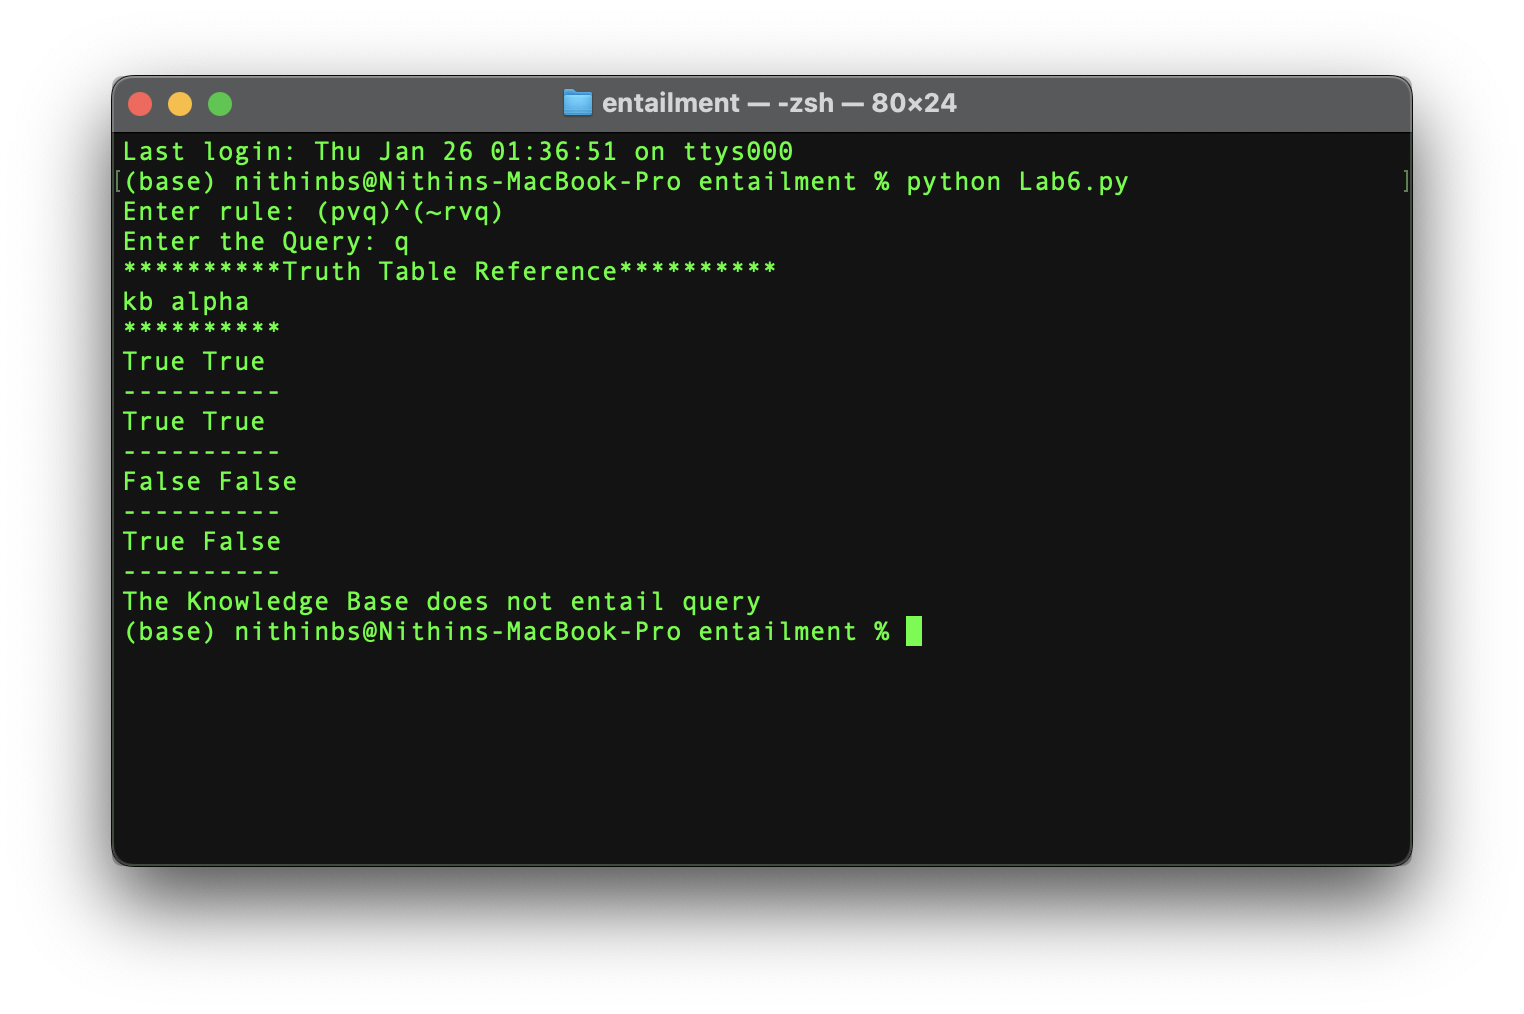 entailment — -zsh — 80×24
Last login: Thu Jan 26 01:36:51 on ttys000
[(base) nithinbs@Nithins-MacBook-Pro entailment % python Lab6.py ]
Enter rule: (pvq)^(~rvq)
Enter the Query: q
**********Truth Table Reference**********
kb alpha
**********
True True
----------
True True
----------
False False
----------
True False
----------
The Knowledge Base does not entail query
(base) nithinbs@Nithins-MacBook-Pro entailment %